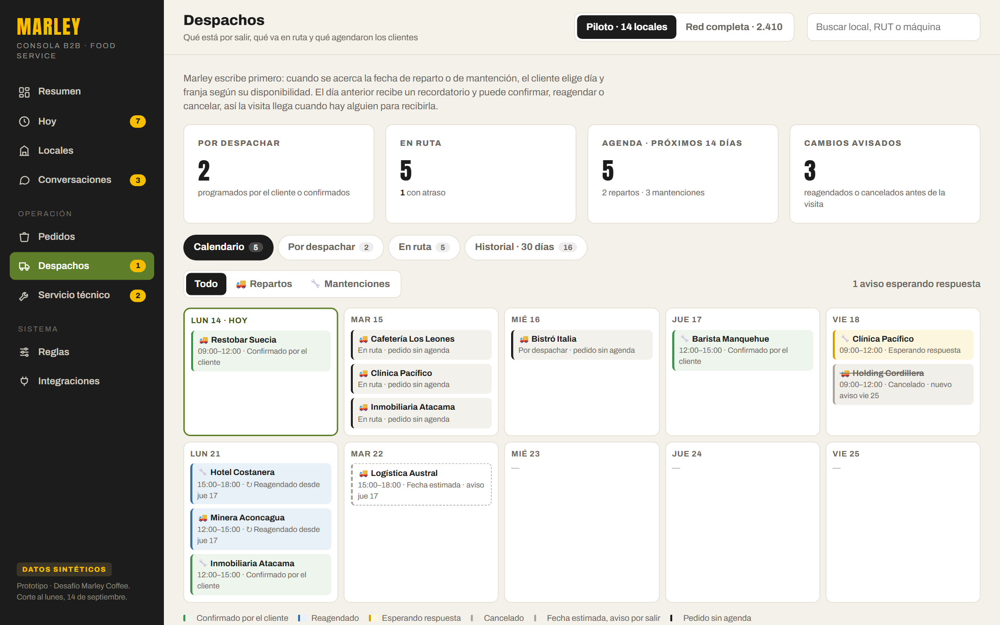 MARLEY
CONSOLA B2B · FOOD
SERVICE
Resumen
Hoy 7
Locales
Conversaciones 3
OPERACIÓN
Pedidos
Despachos 1
Servicio técnico 2
SISTEMA
Reglas
Integraciones
DATOS SINTÉTICOS
Prototipo · Desafío Marley Coffee.
Corte al lunes, 14 de septiembre.
Despachos
Qué está por salir, qué va en ruta y qué agendaron los clientes
Piloto · 14 locales
Red completa · 2.410
Buscar local, RUT o máquina
Marley escribe primero: cuando se acerca la fecha de reparto o de mantención, el cliente elige día y
franja según su disponibilidad. El día anterior recibe un recordatorio y puede confirmar, reagendar o
cancelar, así la visita llega cuando hay alguien para recibirla.
POR DESPACHAR
2
programados por el cliente o confirmados
EN RUTA
5
1 con atraso
AGENDA · PRÓXIMOS 14 DÍAS
5
2 repartos · 3 mantenciones
CAMBIOS AVISADOS
3
reagendados o cancelados antes de la
visita
Calendario 5
Por despachar 2
En ruta 5
Historial · 30 días 16
Todo
Repartos
Mantenciones
1 aviso esperando respuesta
LUN 14 · HOY
Restobar Suecia
09:00–12:00 · Confirmado por el
cliente
MAR 15
Cafetería Los Leones
En ruta · pedido sin agenda
Clínica Pacífico
En ruta · pedido sin agenda
Inmobiliaria Atacama
En ruta · pedido sin agenda
MIÉ 16
Bistró Italia
Por despachar · pedido sin agenda
JUE 17
Barista Manquehue
12:00–15:00 · Confirmado por el
cliente
VIE 18
Clínica Pacífico
09:00–12:00 · Esperando respuesta
Holding Cordillera
09:00–12:00 · Cancelado · nuevo
aviso vie 25
LUN 21
Hotel Costanera
15:00–18:00 · ↻ Reagendado desde
jue 17
Minera Aconcagua
12:00–15:00 · ↻ Reagendado desde
jue 17
Inmobiliaria Atacama
12:00–15:00 · Confirmado por el
cliente
MAR 22
Logística Austral
15:00–18:00 · Fecha estimada · aviso
jue 17
MIÉ 23
—
JUE 24
—
VIE 25
—
Confirmado por el cliente
Reagendado
Esperando respuesta
Cancelado
Fecha estimada, aviso por salir
Pedido sin agenda